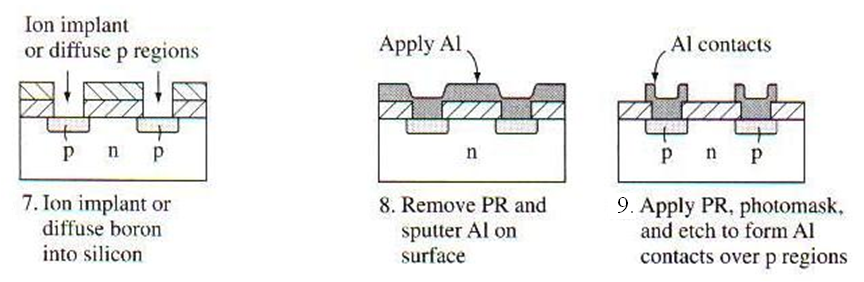 Ion implant
or diffuse p regions
p n p
7. Ion implant or
diffuse boron
into silicon
Apply Al
n
8. Remove PR and
sputter Al on
surface
Al contacts
p n p
9. Apply PR, photomask,
and etch to form Al
contacts over p regions